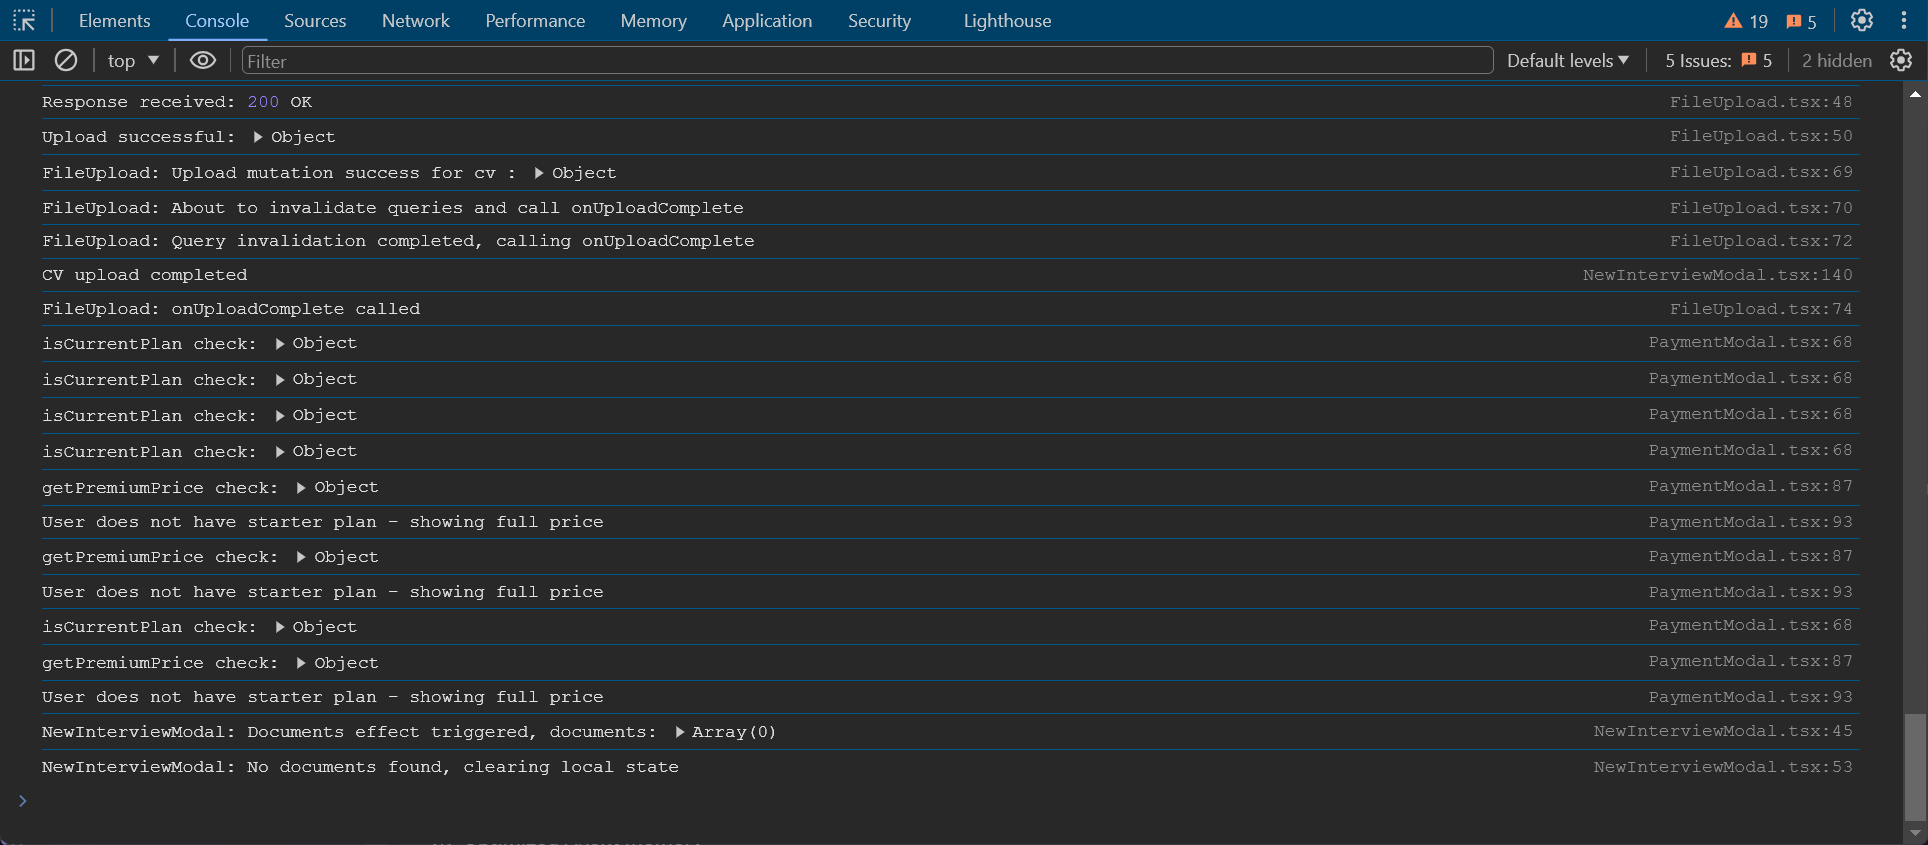 Elements Console Sources Network Performance Memory Application Security Lighthouse 19 5
top Filter Default levels 5 Issues: 5 2 hidden
Response received: 200 OK FileUpload.tsx:48
Upload successful: Object FileUpload.tsx:50
FileUpload: Upload mutation success for cv : Object FileUpload.tsx:69
FileUpload: About to invalidate queries and call onUploadComplete FileUpload.tsx:70
FileUpload: Query invalidation completed, calling onUploadComplete FileUpload.tsx:72
CV upload completed NewInterviewModal.tsx:140
FileUpload: onUploadComplete called FileUpload.tsx:74
isCurrentPlan check: Object PaymentModal.tsx:68
isCurrentPlan check: Object PaymentModal.tsx:68
isCurrentPlan check: Object PaymentModal.tsx:68
isCurrentPlan check: Object PaymentModal.tsx:68
getPremiumPrice check: Object PaymentModal.tsx:87
User does not have starter plan - showing full price PaymentModal.tsx:93
getPremiumPrice check: Object PaymentModal.tsx:87
User does not have starter plan - showing full price PaymentModal.tsx:93
isCurrentPlan check: Object PaymentModal.tsx:68
getPremiumPrice check: Object PaymentModal.tsx:87
User does not have starter plan - showing full price PaymentModal.tsx:93
NewInterviewModal: Documents effect triggered, documents: Array(0) NewInterviewModal.tsx:45
NewInterviewModal: No documents found, clearing local state NewInterviewModal.tsx:53